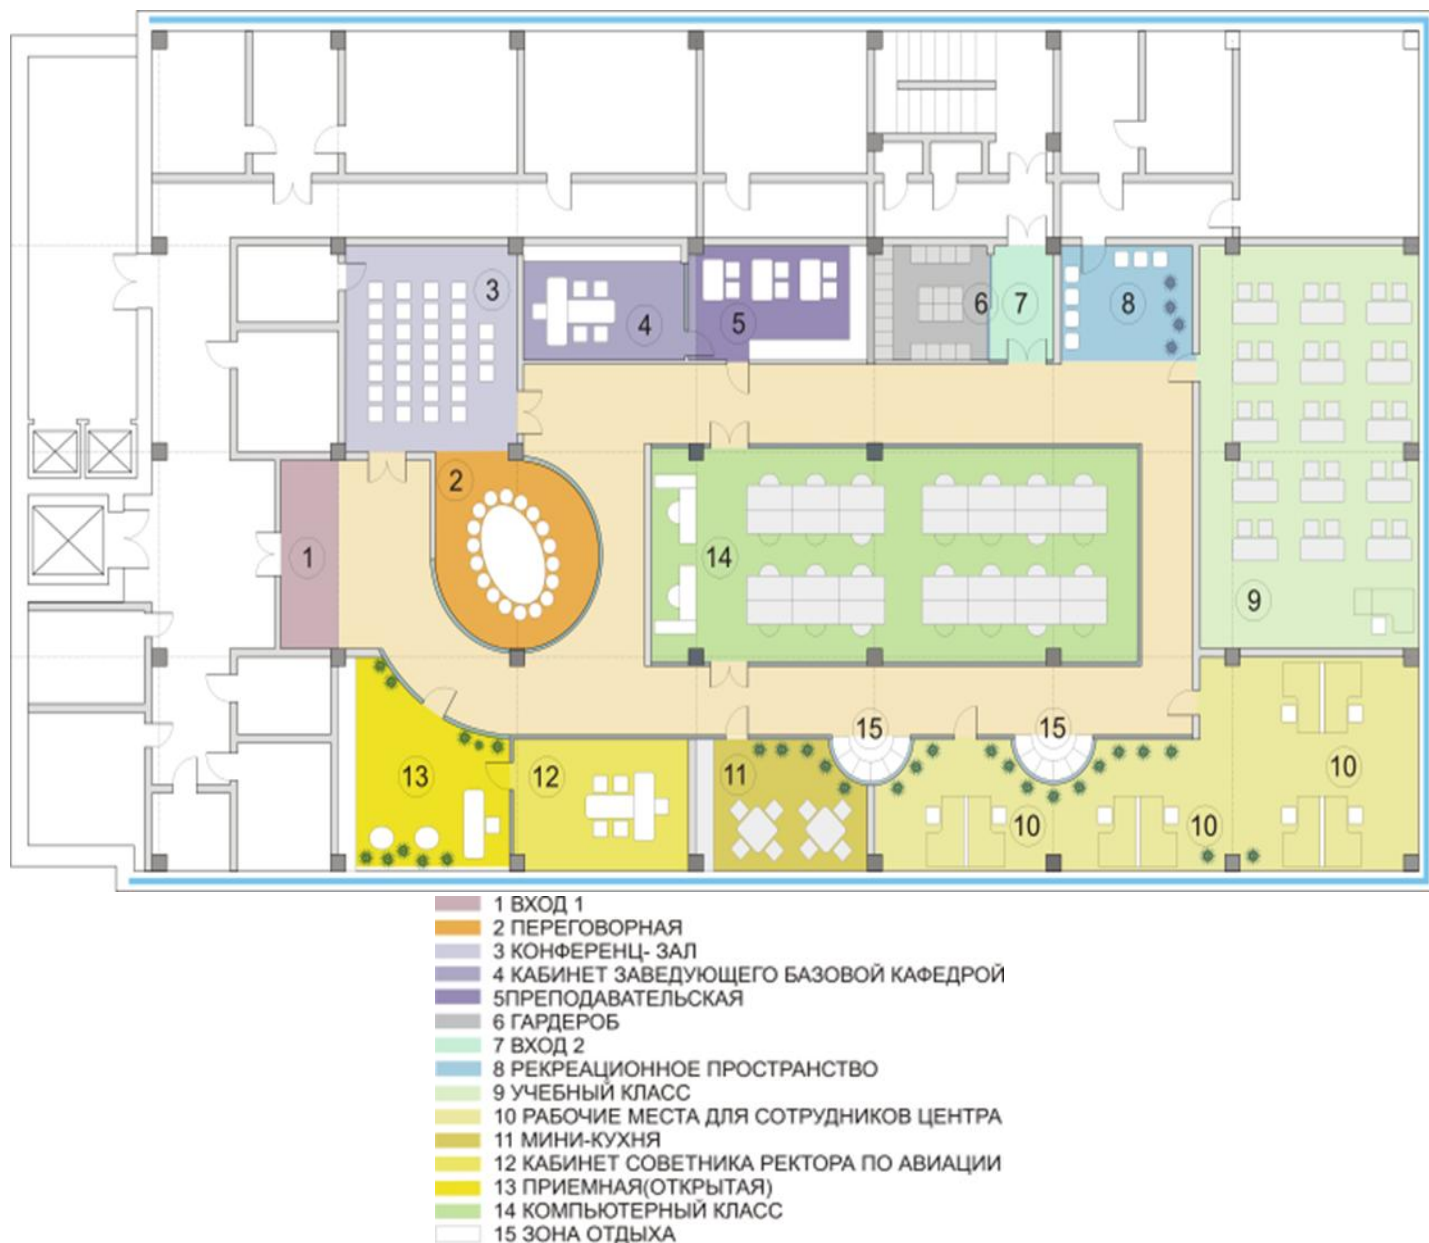 3
4
5
6
7
8
2
1
14
9
13
12
11
15
15
10
10
10
1 ВХОД 1
2 ПЕРЕГОВОРНАЯ
3 КОНФЕРЕНЦ- ЗАЛ
4 КАБИНЕТ ЗАВЕДУЮЩЕГО БАЗОВОЙ КАФЕДРОЙ
5ПРЕПОДАВАТЕЛЬСКАЯ
6 ГАРДЕРОБ
7 ВХОД 2
8 РЕКРЕАЦИОННОЕ ПРОСТРАНСТВО
9 УЧЕБНЫЙ КЛАСС
10 РАБОЧИЕ МЕСТА ДЛЯ СОТРУДНИКОВ ЦЕНТРА
11 МИНИ-КУХНЯ
12 КАБИНЕТ СОВЕТНИКА РЕКТОРА ПО АВИАЦИИ
13 ПРИЕМНАЯ(ОТКРЫТАЯ)
14 КОМПЬЮТЕРНЫЙ КЛАСС
15 ЗОНА ОТДЫХА